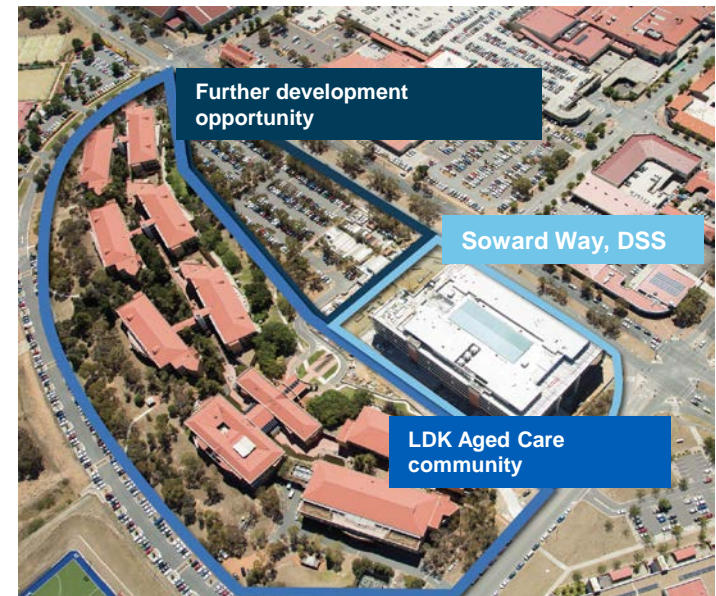 Further development
opportunity
Soward Way, DSS
LDK Aged Care
community